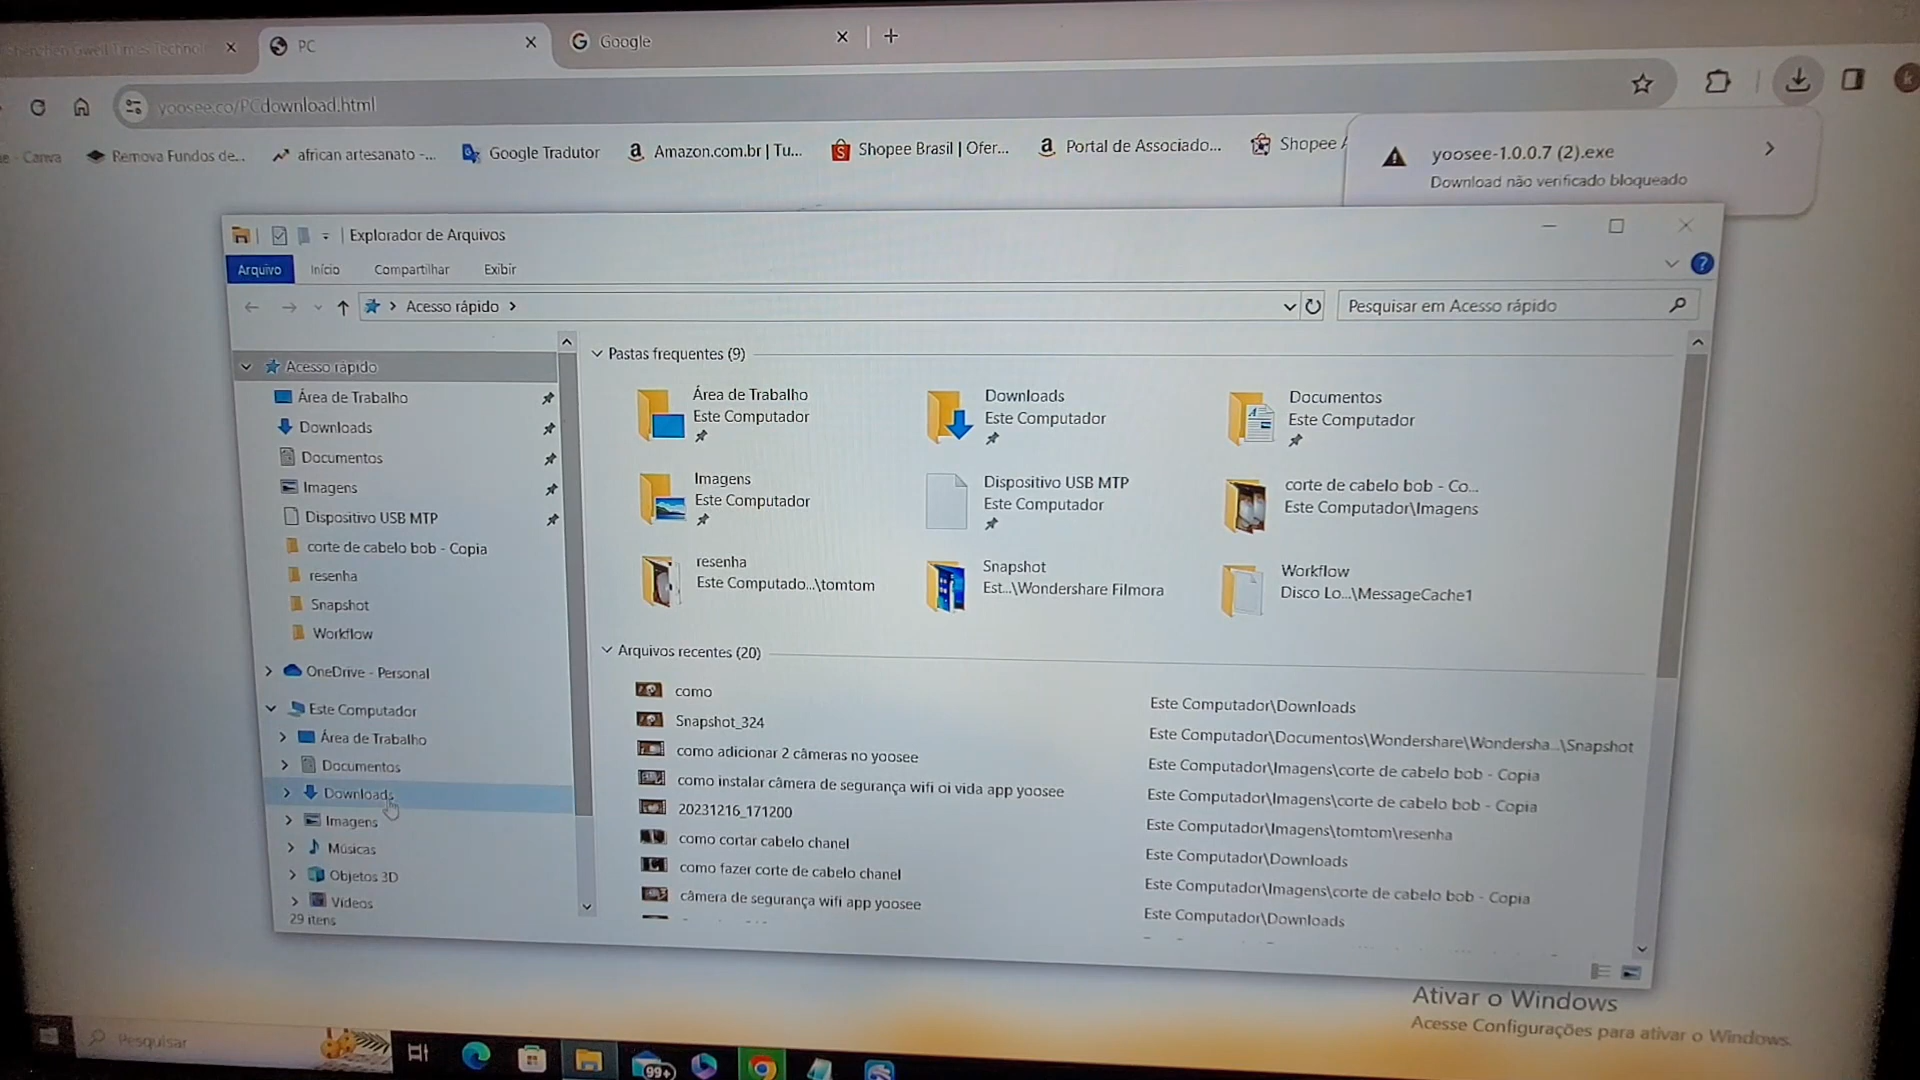 PC
Google
yoosee.co/PCdownload.html
Canva
Remova Fundos de...
african artesanato -...
Google Tradutor
Amazon.com.br | Tu...
Shopee Brasil | Ofer...
Portal de Associado...
Shopee
yoosee-1.0.0.7 (2).exe
Download não verificado bloqueado
Explorador de Arquivos
Arquivo
Início
Compartilhar
Exibir
Acesso rápido
Pesquisar em Acesso rápido
Acesso rápido
Área de Trabalho
Downloads
Documentos
Imagens
Dispositivo USB MTP
corte de cabelo bob - Copia
resenha
Snapshot
Workflow
OneDrive - Personal
Este Computador
Área de Trabalho
Documentos
Downloads
Imagens
Músicas
Objetos 3D
Vídeos
29 itens
Pastas frequentes (9)
Área de Trabalho
Este Computador
Downloads
Este Computador
Documentos
Este Computador
Imagens
Este Computador
Dispositivo USB MTP
Este Computador
corte de cabelo bob - Co...
Este Computador\Imagens
resenha
Este Computado...\tomtom
Snapshot
Est...\Wondershare Filmora
Workflow
Disco Lo...\MessageCache1
Arquivos recentes (20)
como
Este Computador\Downloads
Snapshot_324
Este Computador\Documentos\Wondershare\Wondersha...\Snapshot
como adicionar 2 câmeras no yoosee
Este Computador\Imagens\corte de cabelo bob - Copia
como instalar câmera de segurança wifi oi vida app yoosee
Este Computador\Imagens\corte de cabelo bob - Copia
20231216_171200
Este Computador\Imagens\tomtom\resenha
como cortar cabelo chanel
Este Computador\Downloads
como fazer corte de cabelo chanel
Este Computador\Imagens\corte de cabelo bob - Copia
câmera de segurança wifi app yoosee
Este Computador\Downloads
Ativar o Windows
Acesse Configurações para ativar o Windows.
Pesquisar
99+